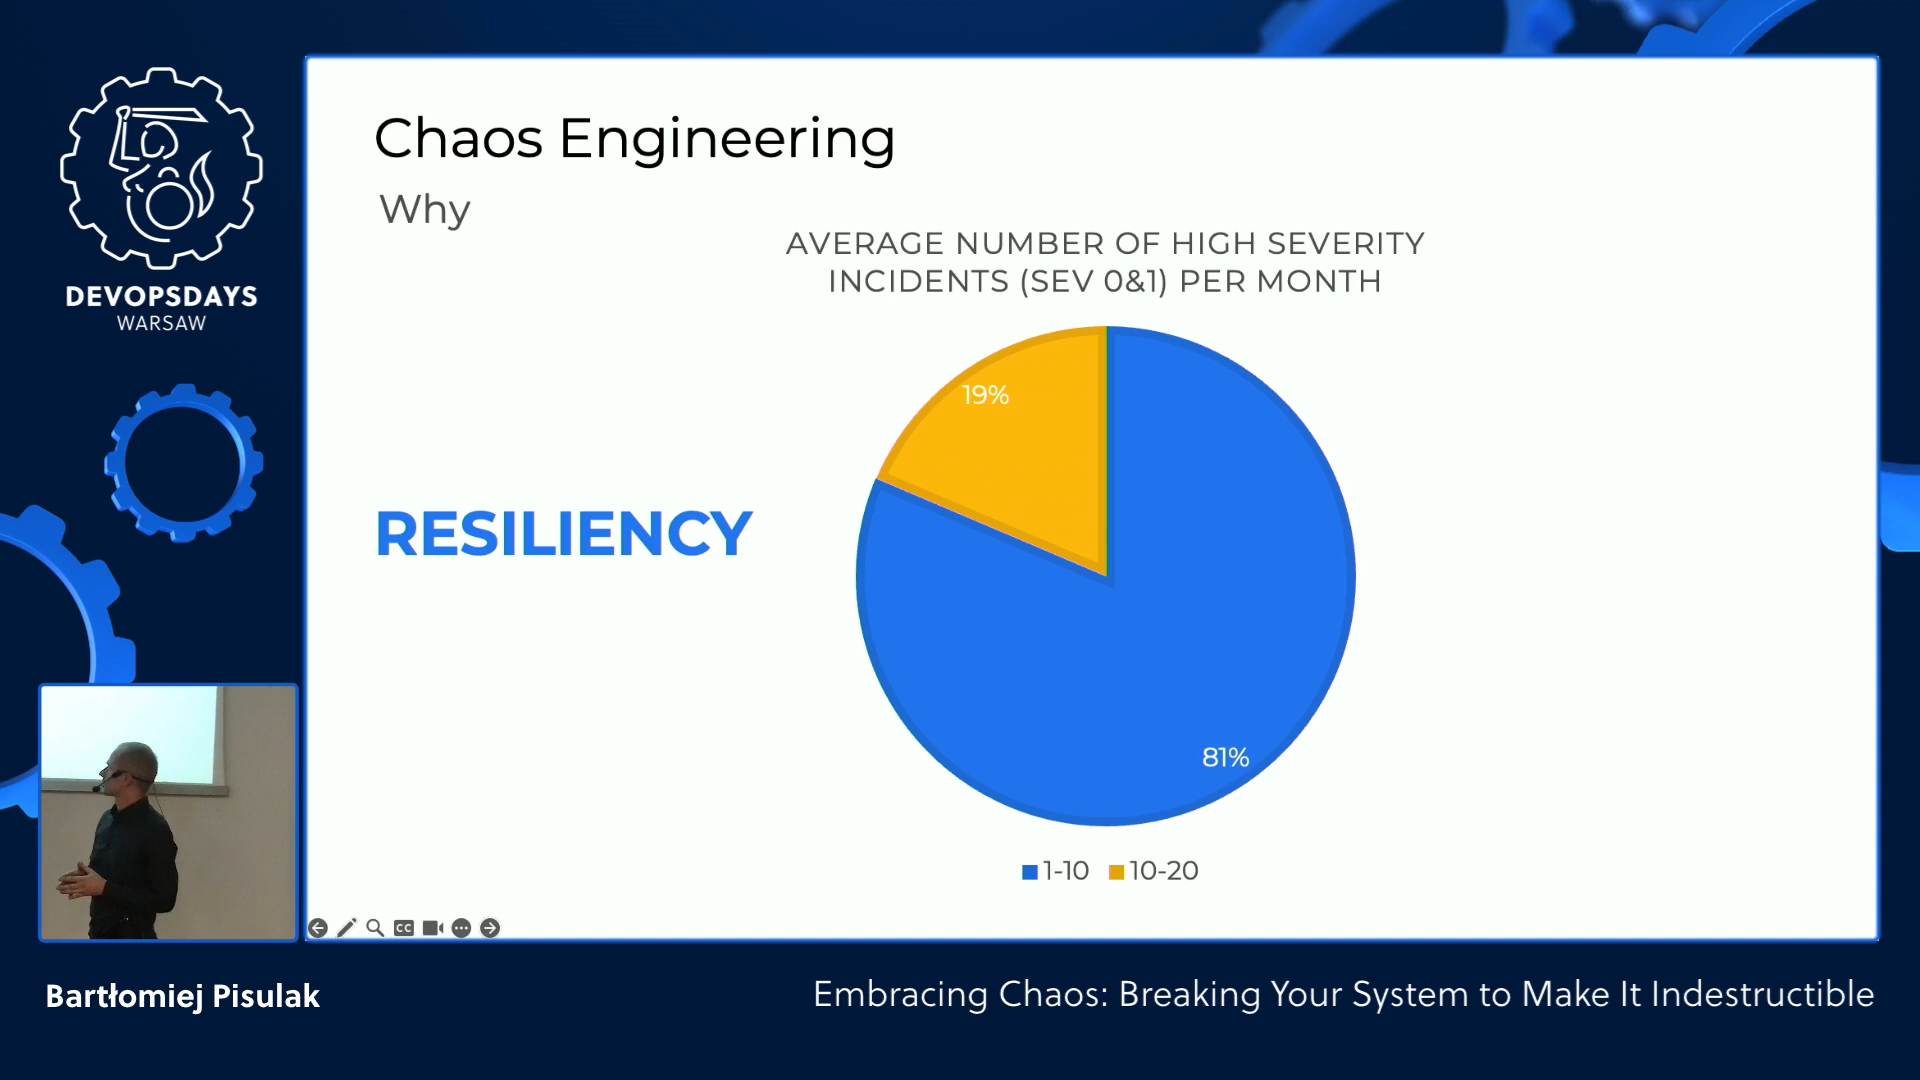 DEVOPSDAYS
WARSAW
Chaos Engineering
Why
AVERAGE NUMBER OF HIGH SEVERITY
INCIDENTS (SEV 0&1) PER MONTH
19%
RESILIENCY
81%
1-10 10-20
CC
Bartłomiej Pisulak
Embracing Chaos: Breaking Your System to Make It Indestructible